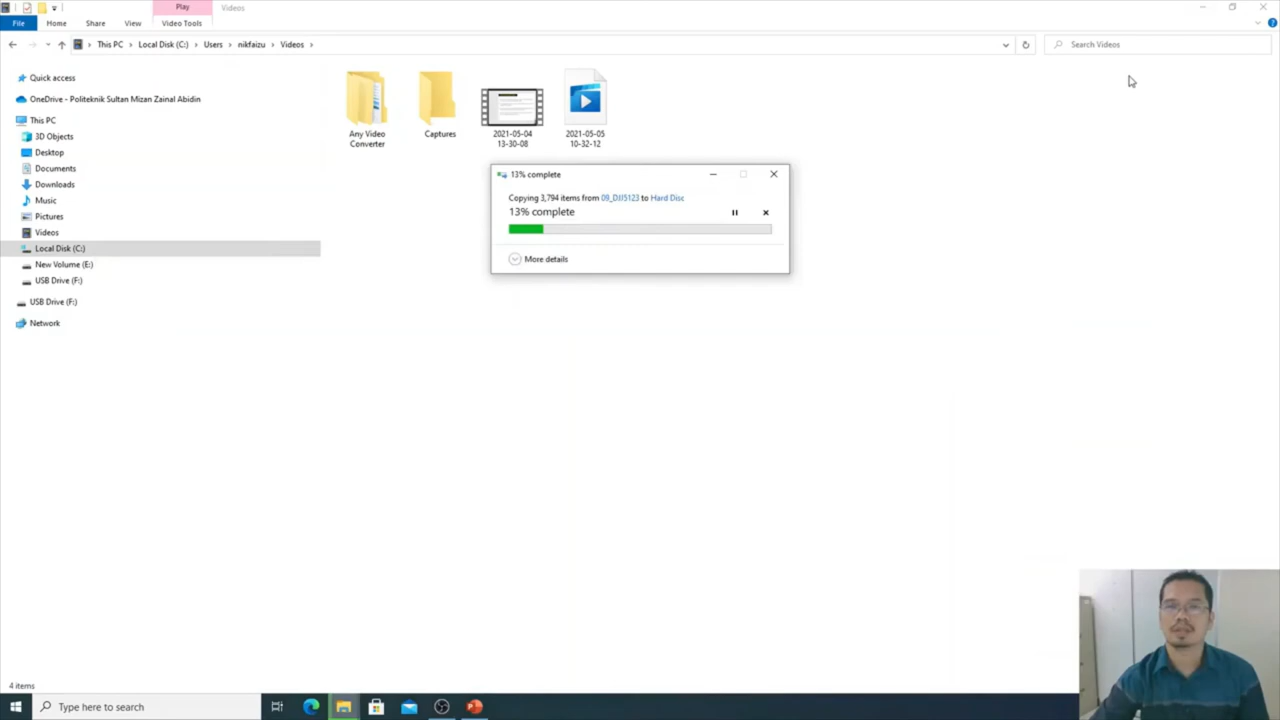 Play
Videos
File
Home
Share
View
Video Tools
This PC
Local Disk (C:)
Users
nikfaizu
Videos
Search Videos
Quick access
OneDrive - Politeknik Sultan Mizan Zainal Abidin
This PC
3D Objects
Desktop
Documents
Downloads
Music
Pictures
Videos
Local Disk (C:)
New Volume (E:)
USB Drive (F:)
USB Drive (F:)
Network
Any Video
Converter
Captures
2021-05-04
13-30-08
2021-05-05
10-32-12
13% complete
Copying 3,794 items from 09_DJJ5123 to Hard Disc
13% complete
More details
4 items
Type here to search